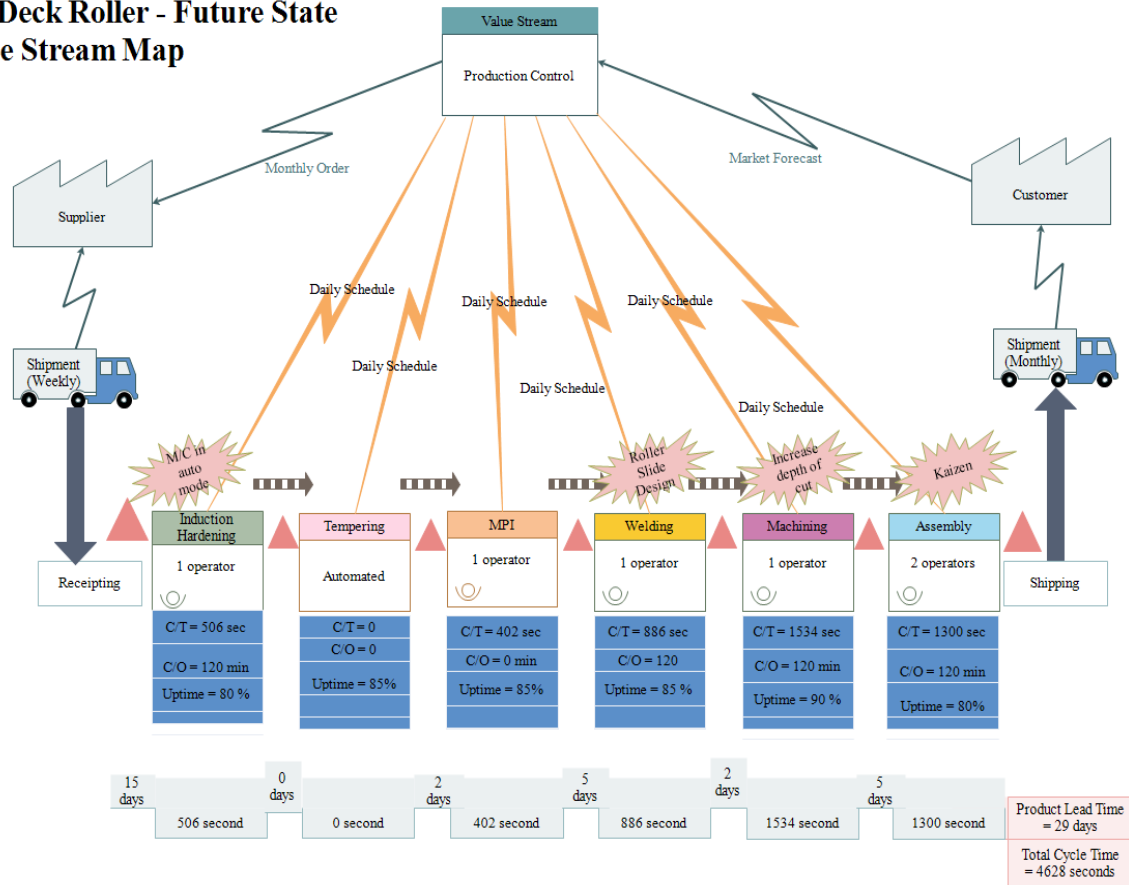 Deck Roller - Future State
e Stream Map
Value Stream
Production Control
Monthly Order
Market Forecast
Supplier
Customer
Shipment
(Weekly)
Shipment
(Monthly)
Daily Schedule
Daily Schedule
Daily Schedule
Daily Schedule
Daily Schedule
Daily Schedule
M/C in
auto
mode
Roller
Slide
Design
Increase
depth of
cut
Kaizen
Receipting
Induction
Hardening
1 operator
C/T = 506 sec
C/O = 120 min
Uptime = 80 %
Tempering
Automated
C/T = 0
C/O = 0
Uptime = 85%
MPI
1 operator
C/T = 402 sec
C/O = 0 min
Uptime = 85%
Welding
1 operator
C/T = 886 sec
C/O = 120
Uptime = 85 %
Machining
1 operator
C/T = 1534 sec
C/O = 120 min
Uptime = 90 %
Assembly
2 operators
C/T = 1300 sec
C/O = 120 min
Uptime = 80%
Shipping
15
days
506 second
0
days
0 second
2
days
402 second
5
days
886 second
2
days
1534 second
5
days
1300 second
Product Lead Time
= 29 days
Total Cycle Time
= 4628 seconds